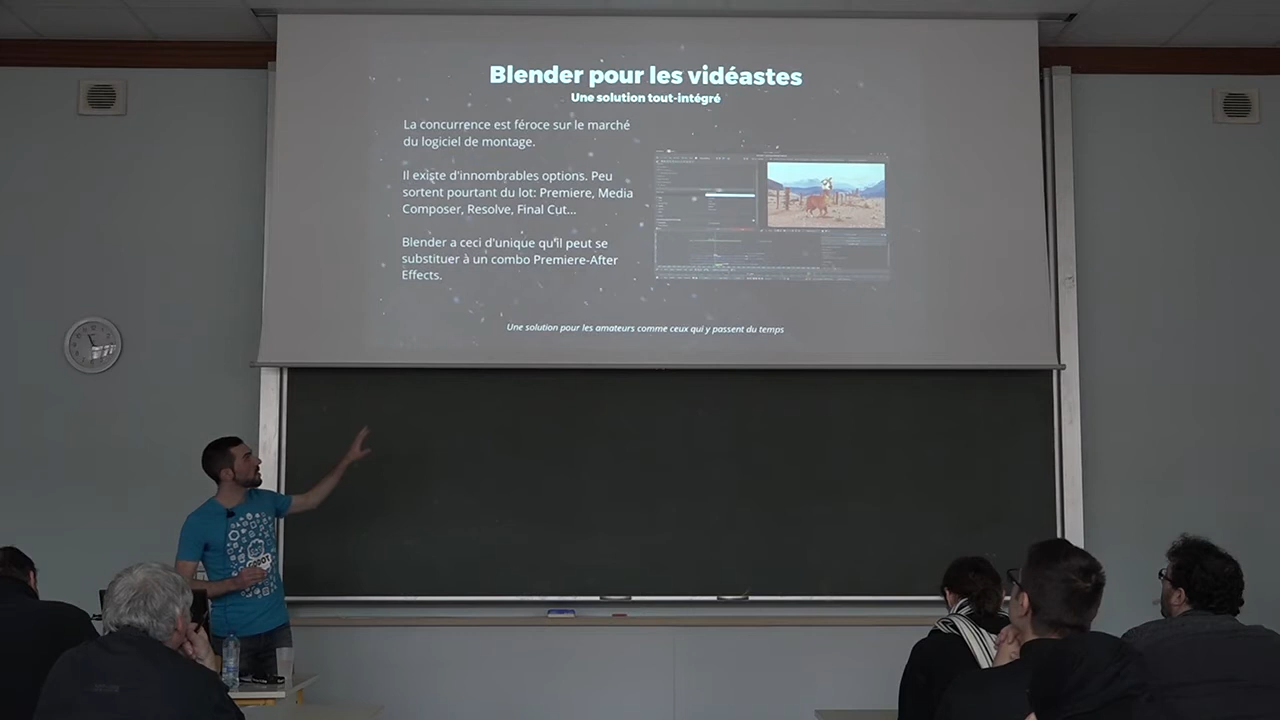 Blender pour les vidéastes
Une solution tout-intégré
La concurrence est féroce sur le marché
du logiciel de montage.
Il existe d'innombrables options. Peu
sortent pourtant du lot: Premiere, Media
Composer, Resolve, Final Cut...
Blender a ceci d'unique qu'il peut se
substituer à un combo Premiere-After
Effects.
Une solution pour les amateurs comme ceux qui y passent du temps
GODOT